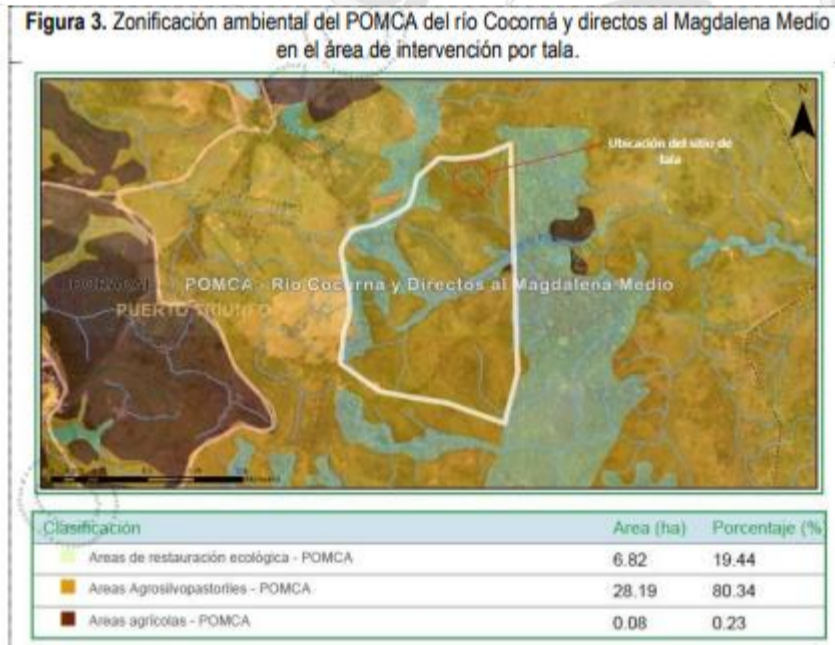 Figura 3. Zonificación ambiental del POMCA del río Cocorná y directos al Magdalena Medio
en el área de intervención por tala.
N
Ubicación del sitio de
tala
POMCA - Río Cocorna y Directos al Magdalena Medio
PUERTO TRIUNFO
Clasificación Area (ha) Porcentaje (%)
Areas de restauración ecológica - POMCA 6.82 19.44
Areas Agrosilvopastoriles - POMCA 28.19 80.34
Areas agrícolas - POMCA 0.08 0.23